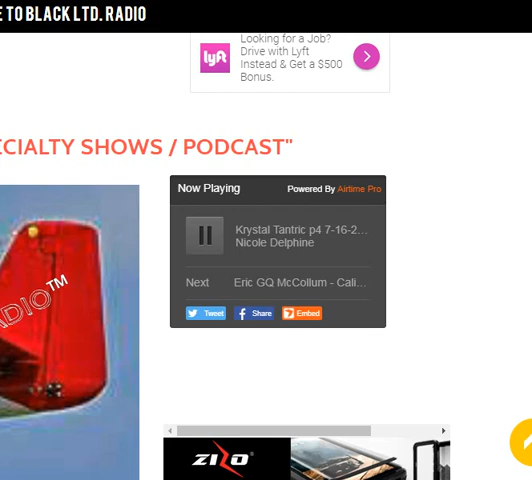 E TO BLACK LTD. RADIO
Looking for a Job?
Drive with Lyft
Instead & Get a $500
Bonus.
lyft
ECIALTY SHOWS / PODCAST"
Now Playing
Powered By Airtime Pro
Krystal Tantric p4 7-16-2...
Nicole Delphine
Next
Eric GQ McCollum - Cali...
Tweet
Share
Embed
ADIO™
ZIZO